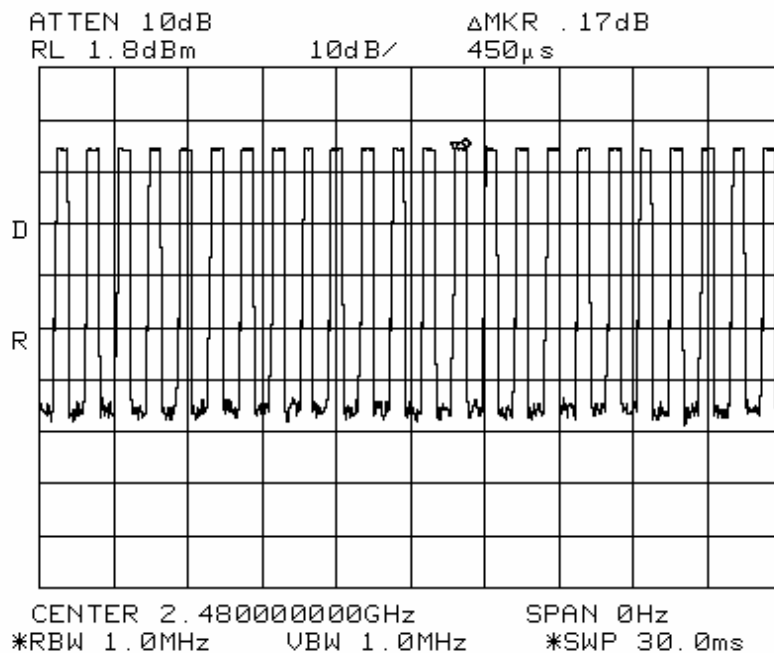 ATTEN 10dB ΔMKR .17dB
RL 1.8dBm 10dB/ 450μs
D
R
CENTER 2.480000000GHz SPAN 0Hz
*RBW 1.0MHz VBW 1.0MHz *SWP 30.0ms